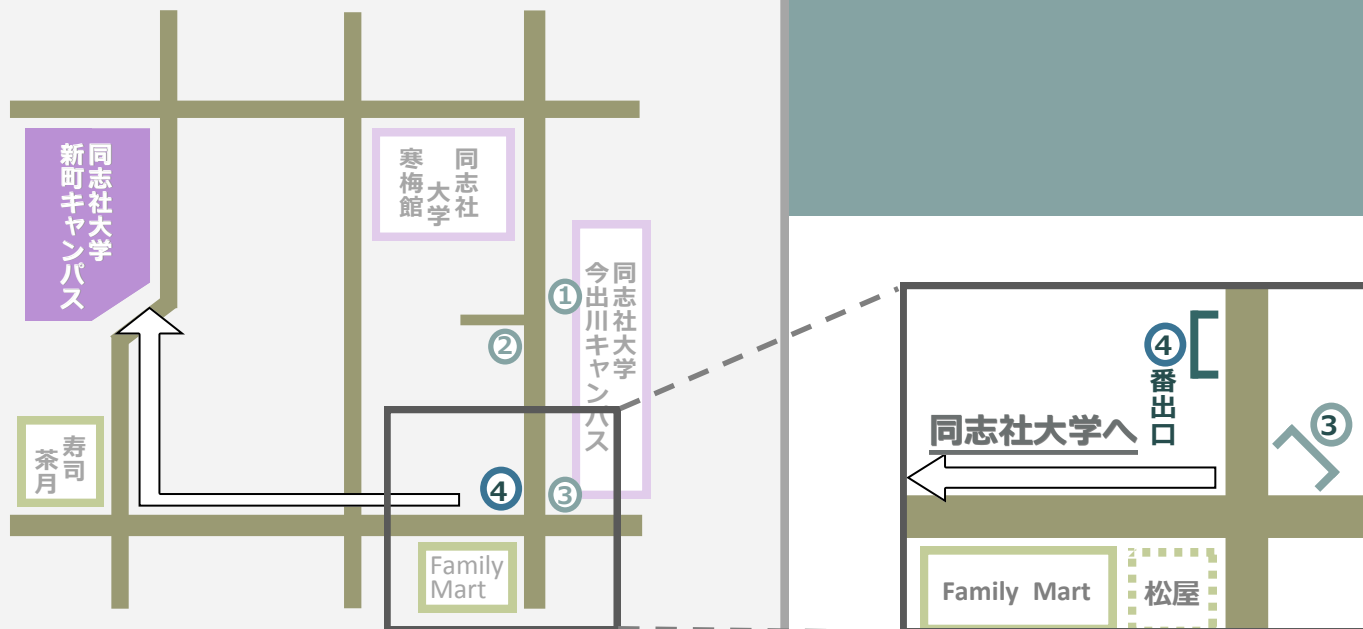 同志社大学
新町キャンパス
同志社
大学
寒梅館
①
同志社大学
今出川キャンパス
②
寿司
茶月
④
③
Family
Mart
④
番出口
③
同志社大学へ
Family Mart
松屋